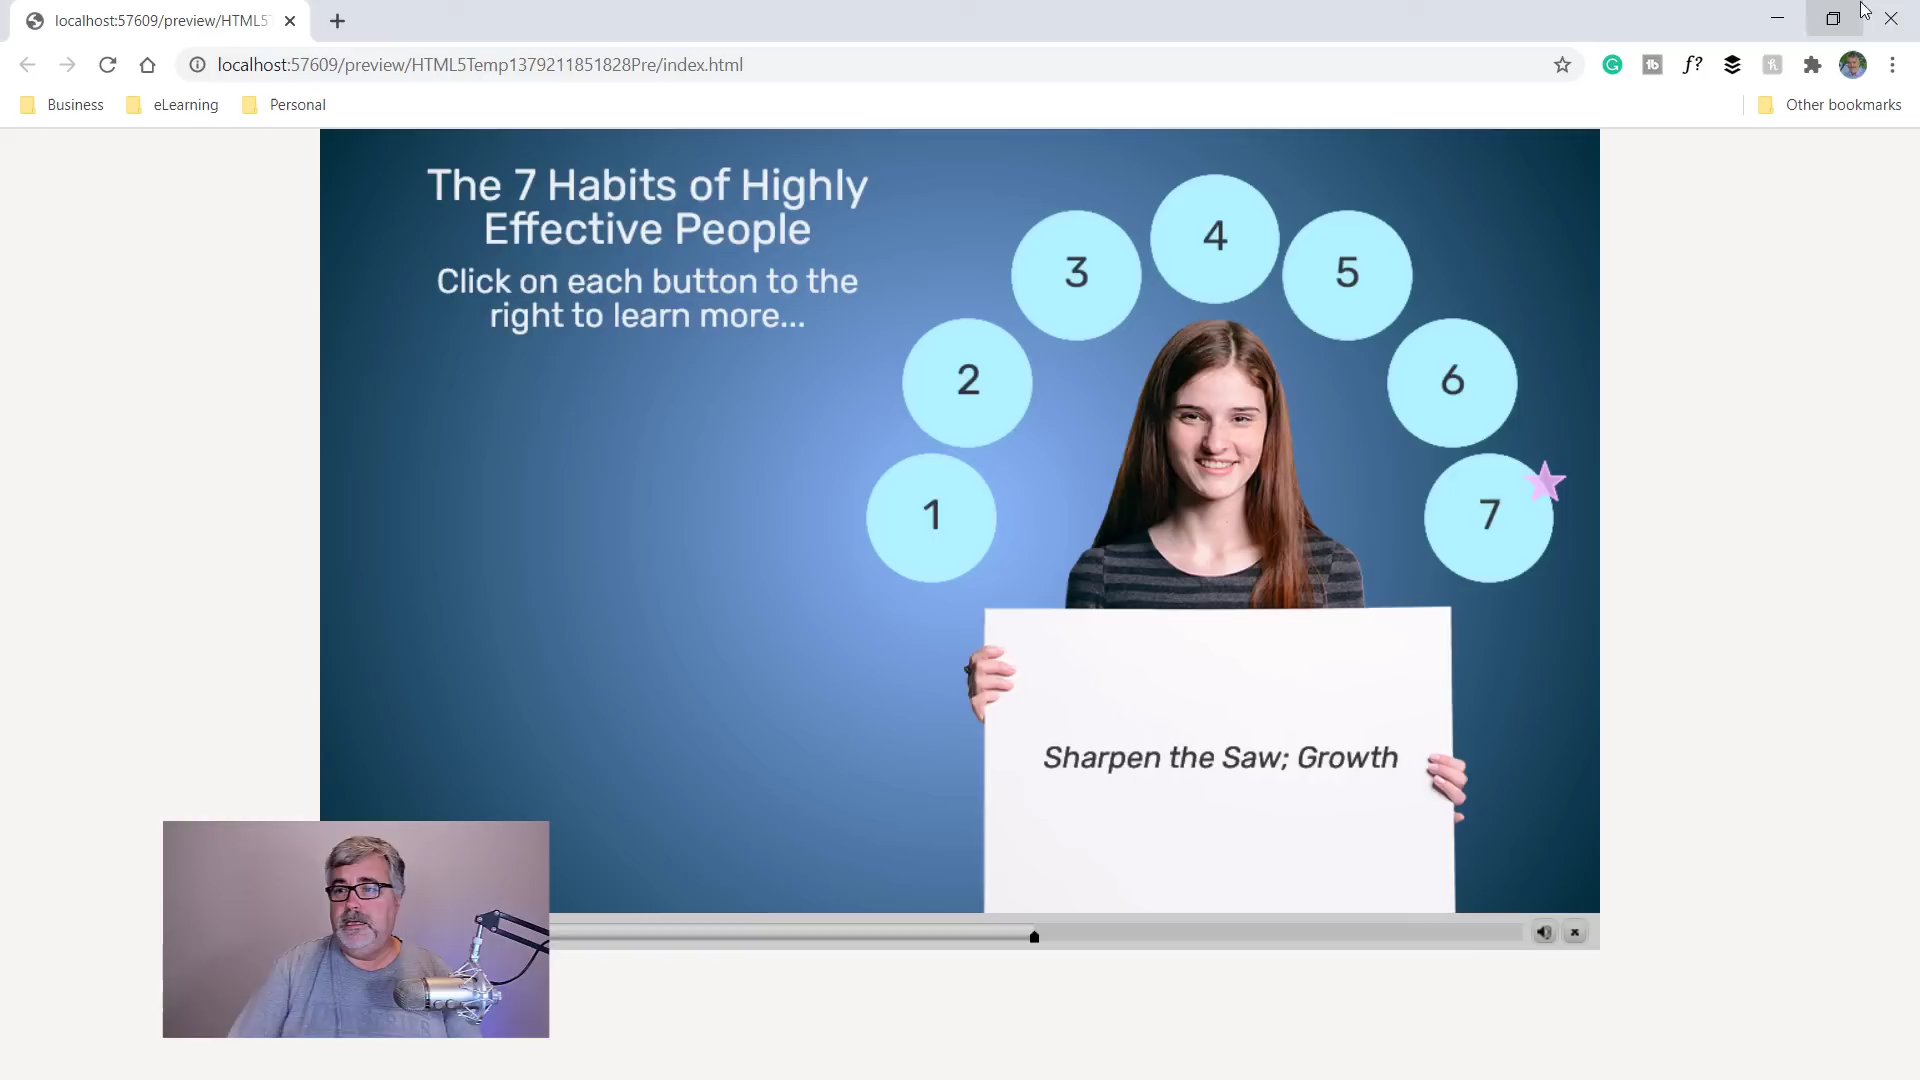 localhost:57609/preview/HTML5
localhost:57609/preview/HTML5Temp1379211851828Pre/index.html
f?
Business
eLearning
Personal
Other bookmarks
The 7 Habits of Highly
Effective People
Click on each button to the
right to learn more...
1
2
3
4
5
6
7
Sharpen the Saw; Growth